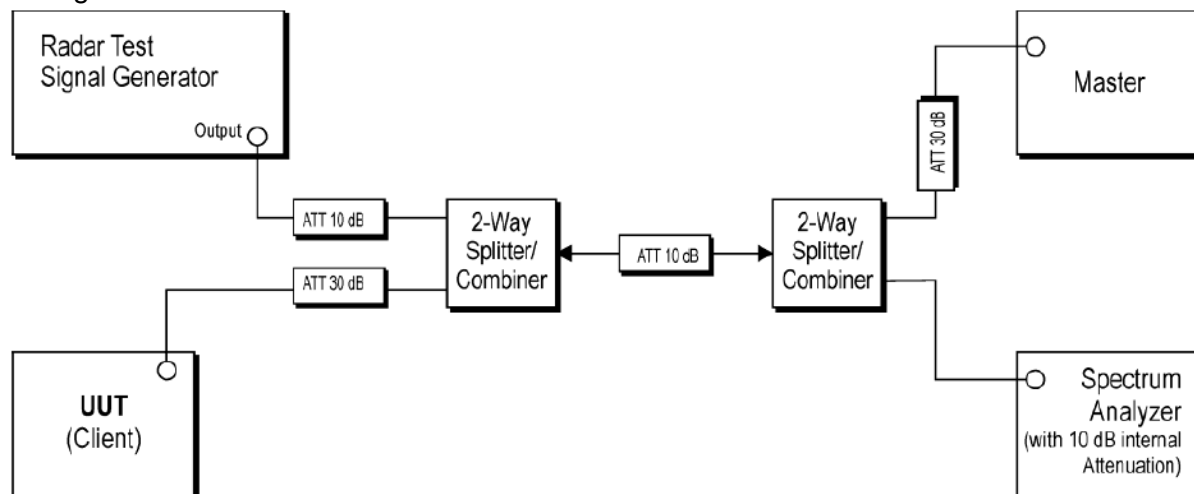 Radar Test
Signal Generator
Output
ATT 10 dB
ATT 30 dB
2-Way
Splitter/
Combiner
ATT 10 dB
2-Way
Splitter/
Combiner
ATT 30 dB
Master
UUT
(Client)
Spectrum
Analyzer
(with 10 dB internal
Attenuation)